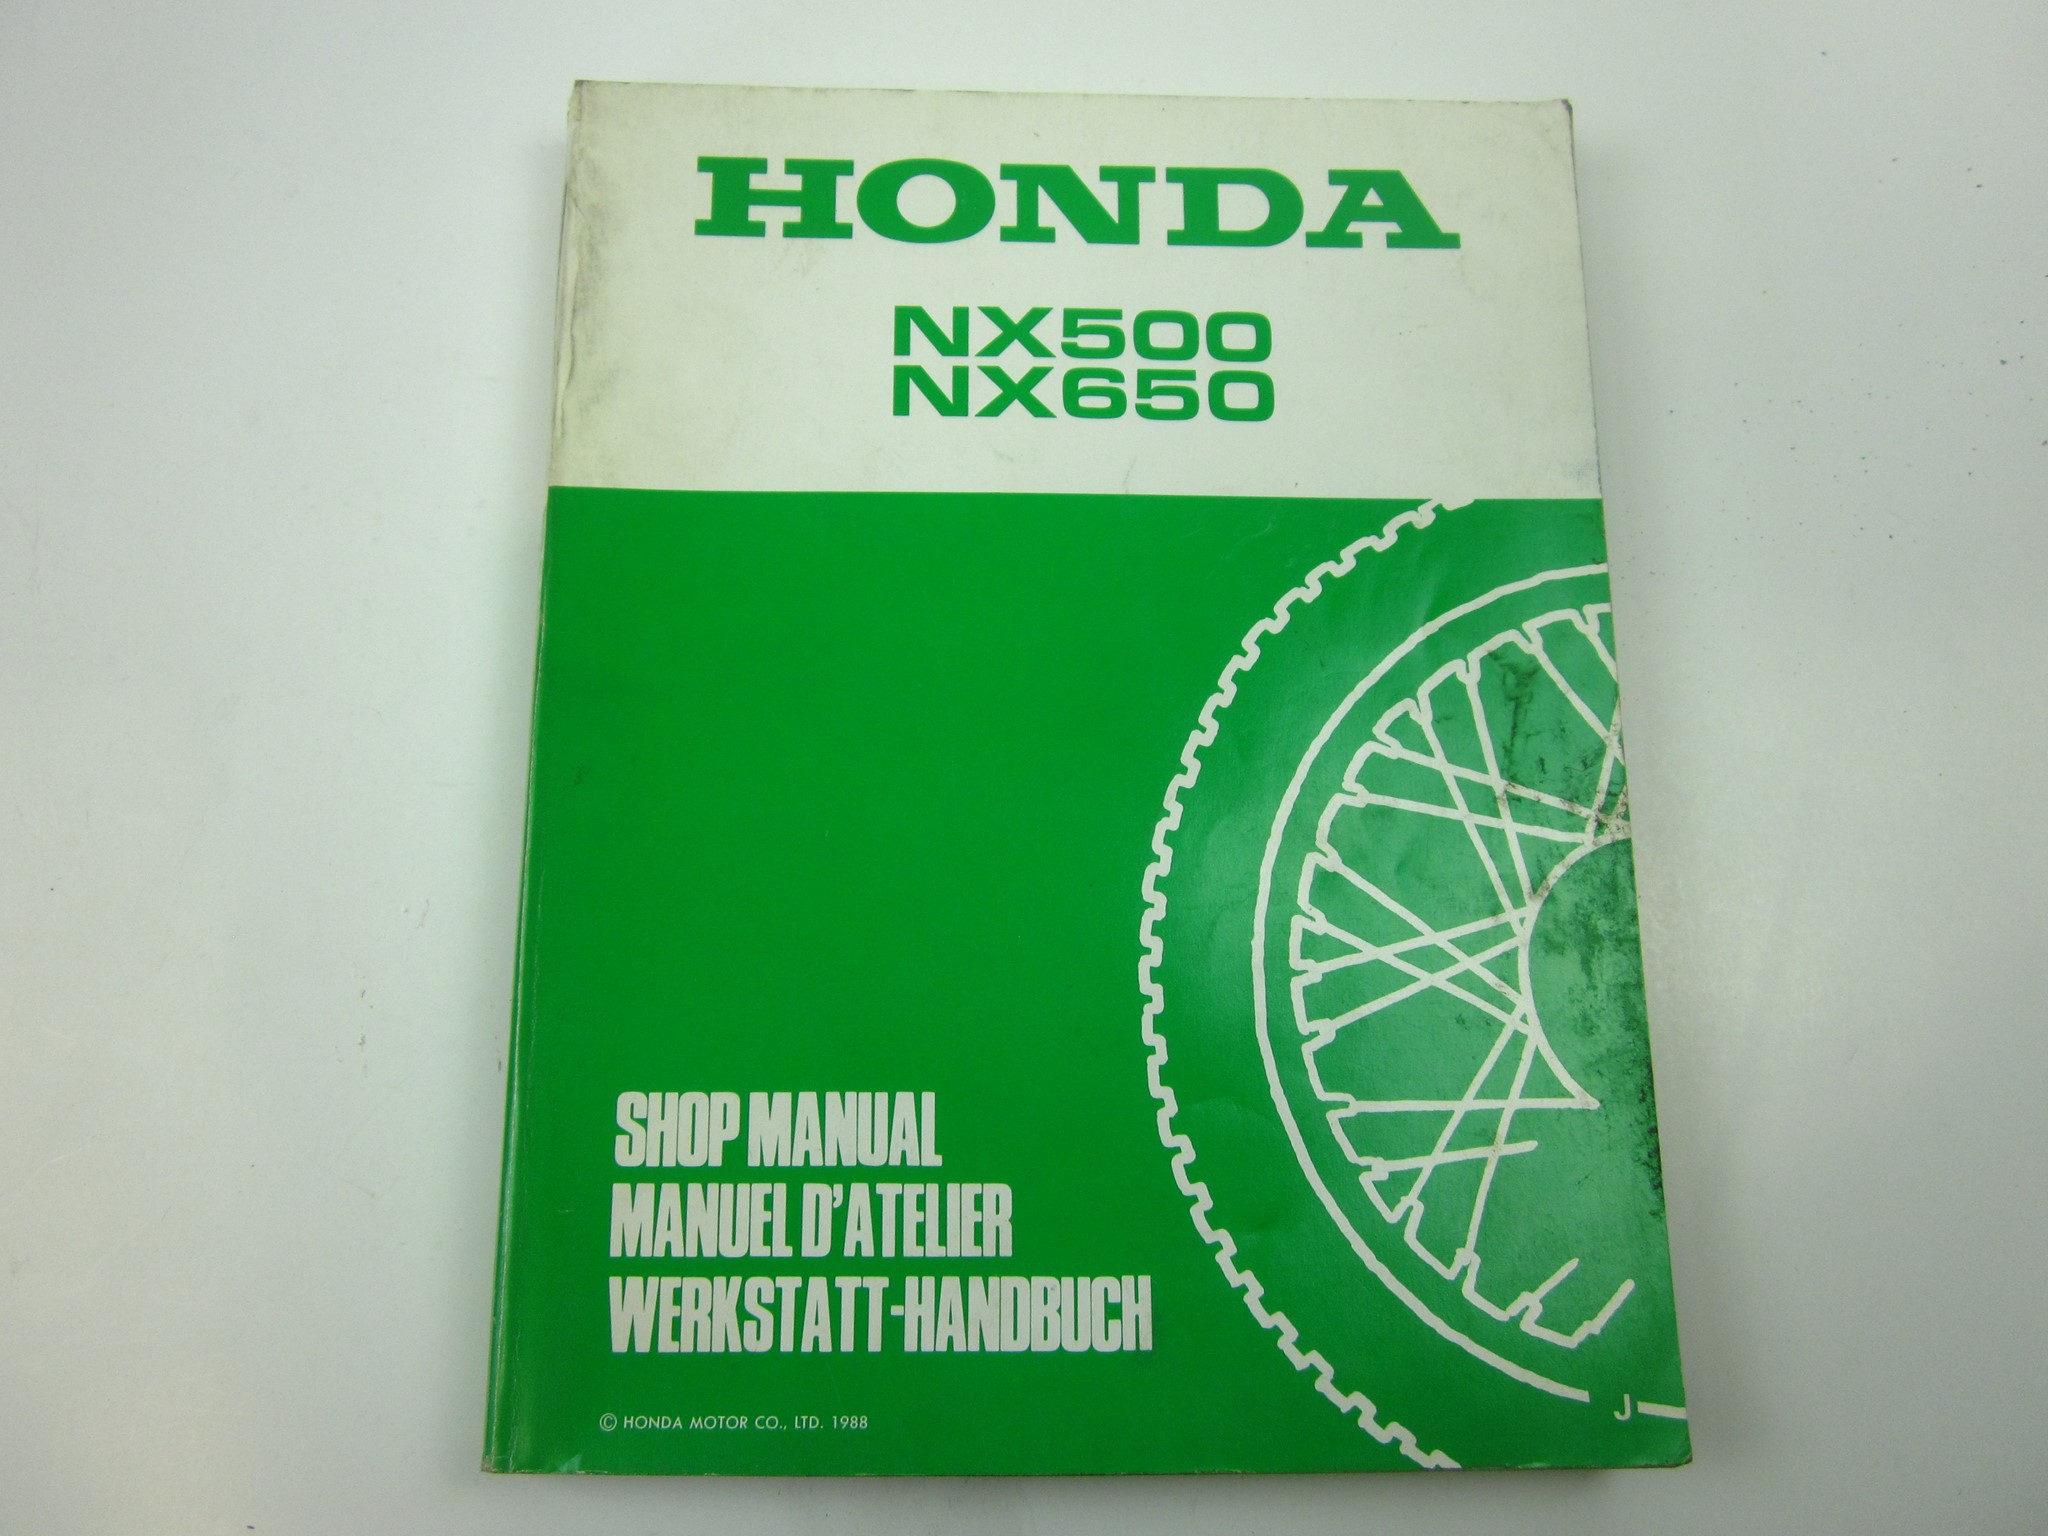 HONDA
NX500
NX650
SHOP MANUAL
MANUEL D'ATELIER
WERKSTATT-HANDBUCH
© HONDA MOTOR CO., LTD. 1988
J